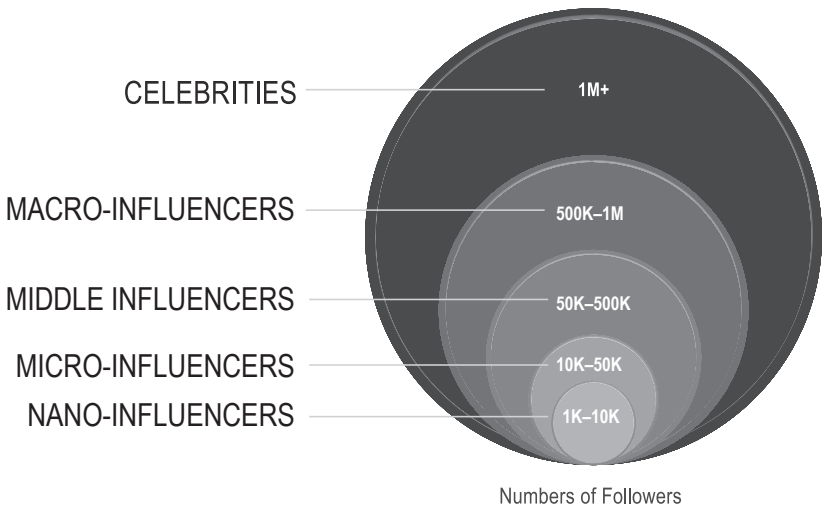 CELEBRITIES 1M+
MACRO-INFLUENCERS 500K–1M
MIDDLE INFLUENCERS 50K–500K
MICRO-INFLUENCERS 10K–50K
NANO-INFLUENCERS 1K–10K
Numbers of Followers